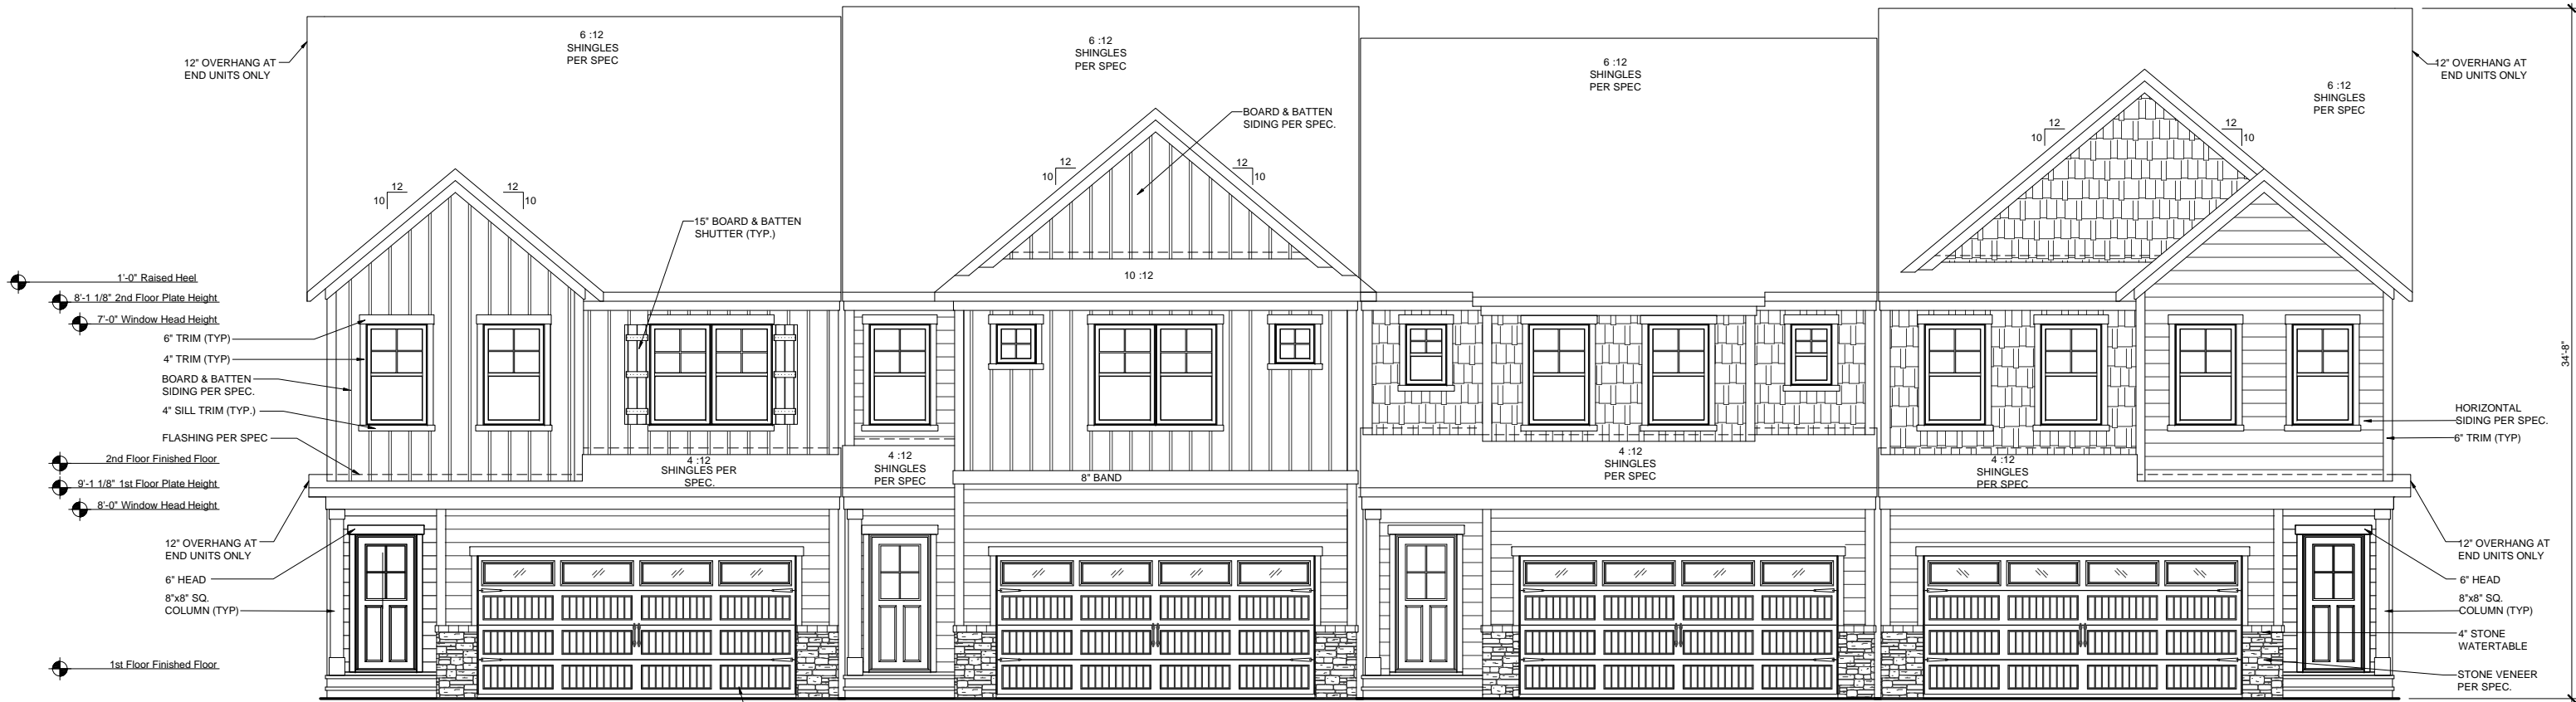 6 :12
SHINGLES
PER SPEC
12" OVERHANG AT
END UNITS ONLY
6 :12
SHINGLES
PER SPEC
BOARD & BATTEN
SIDING PER SPEC.
6 :12
SHINGLES
PER SPEC
12" OVERHANG AT
END UNITS ONLY
6 :12
SHINGLES
PER SPEC
12
10
12
10
12
10
12
10
12
10
12
10
15" BOARD & BATTEN
SHUTTER (TYP.)
10 :12
1'-0" Raised Heel
8'-1 1/8" 2nd Floor Plate Height
7'-0" Window Head Height
6" TRIM (TYP)
4" TRIM (TYP)
BOARD & BATTEN
SIDING PER SPEC.
4" SILL TRIM (TYP.)
FLASHING PER SPEC
2nd Floor Finished Floor
9'-1 1/8" 1st Floor Plate Height
8'-0" Window Head Height
12" OVERHANG AT
END UNITS ONLY
6" HEAD
8"x8" SQ.
COLUMN (TYP)
1st Floor Finished Floor
4 :12
SHINGLES PER
SPEC.
4 :12
SHINGLES
PER SPEC
8" BAND
4 :12
SHINGLES
PER SPEC
4 :12
SHINGLES
PER SPEC
34'-8"
HORIZONTAL
SIDING PER SPEC.
6" TRIM (TYP)
12" OVERHANG AT
END UNITS ONLY
6" HEAD
8"x8" SQ.
COLUMN (TYP)
4" STONE
WATERTABLE
STONE VENEER
PER SPEC.